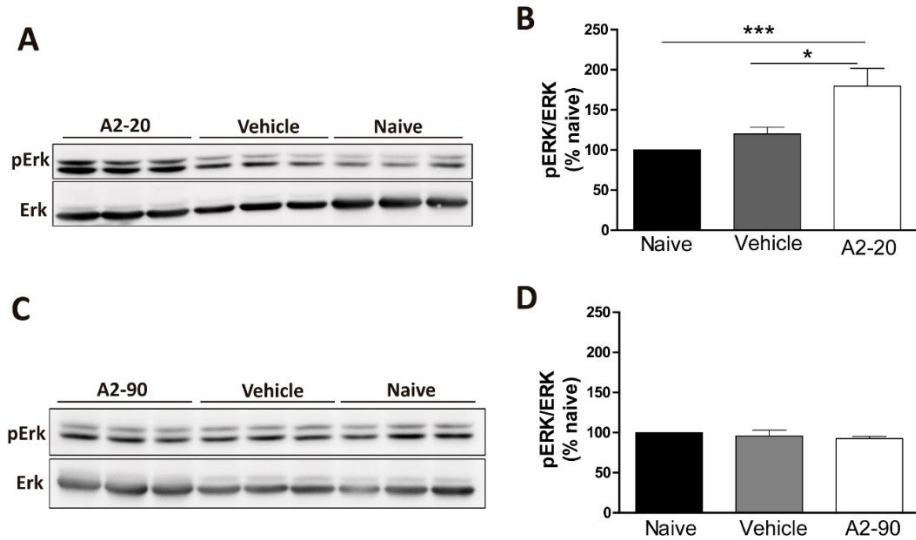 A
A2-20 Vehicle Naive
pErk
Erk
B
***
*
pERK/ERK
(% naive)
250
200
150
100
50
0
Naive Vehicle A2-20
C
A2-90 Vehicle Naive
pErk
Erk
D
pERK/ERK
(% naive)
250
200
150
100
50
0
Naive Vehicle A2-90